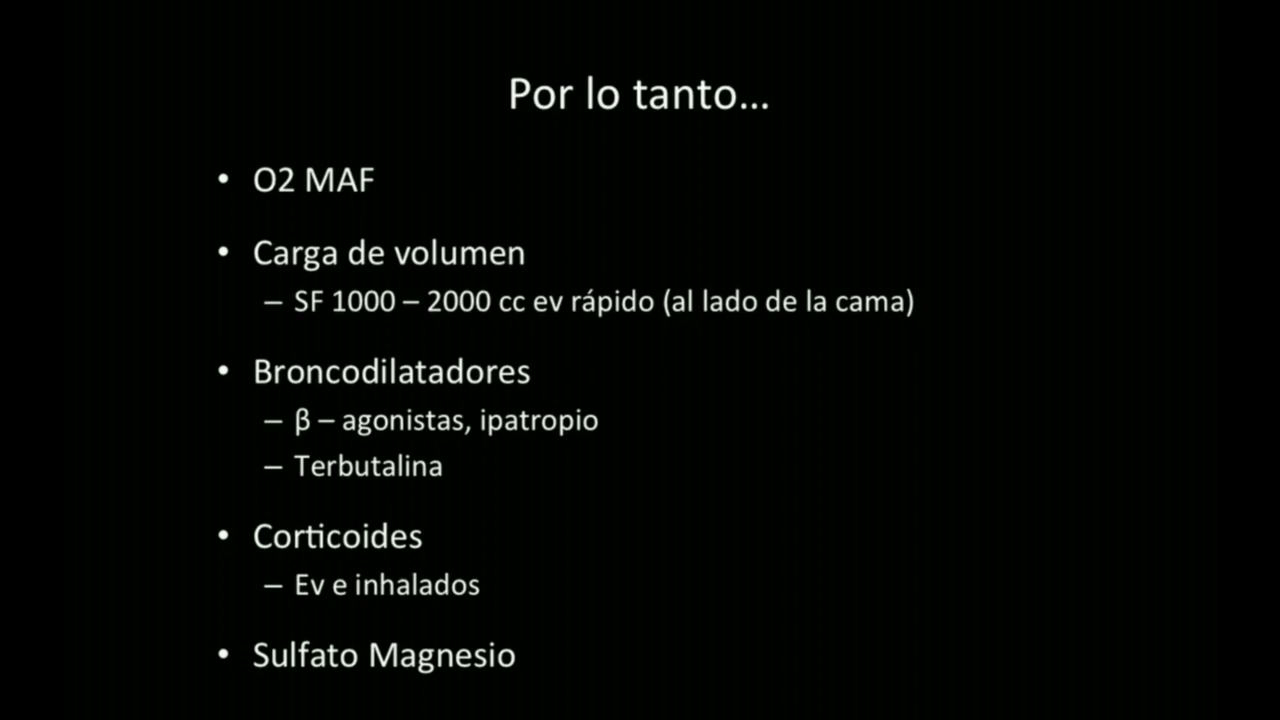 Por lo tanto...
• O2 MAF
• Carga de volumen
– SF 1000 – 2000 cc ev rápido (al lado de la cama)
• Broncodilatadores
– β – agonistas, ipatropio
– Terbutalina
• Corticoides
– Ev e inhalados
• Sulfato Magnesio